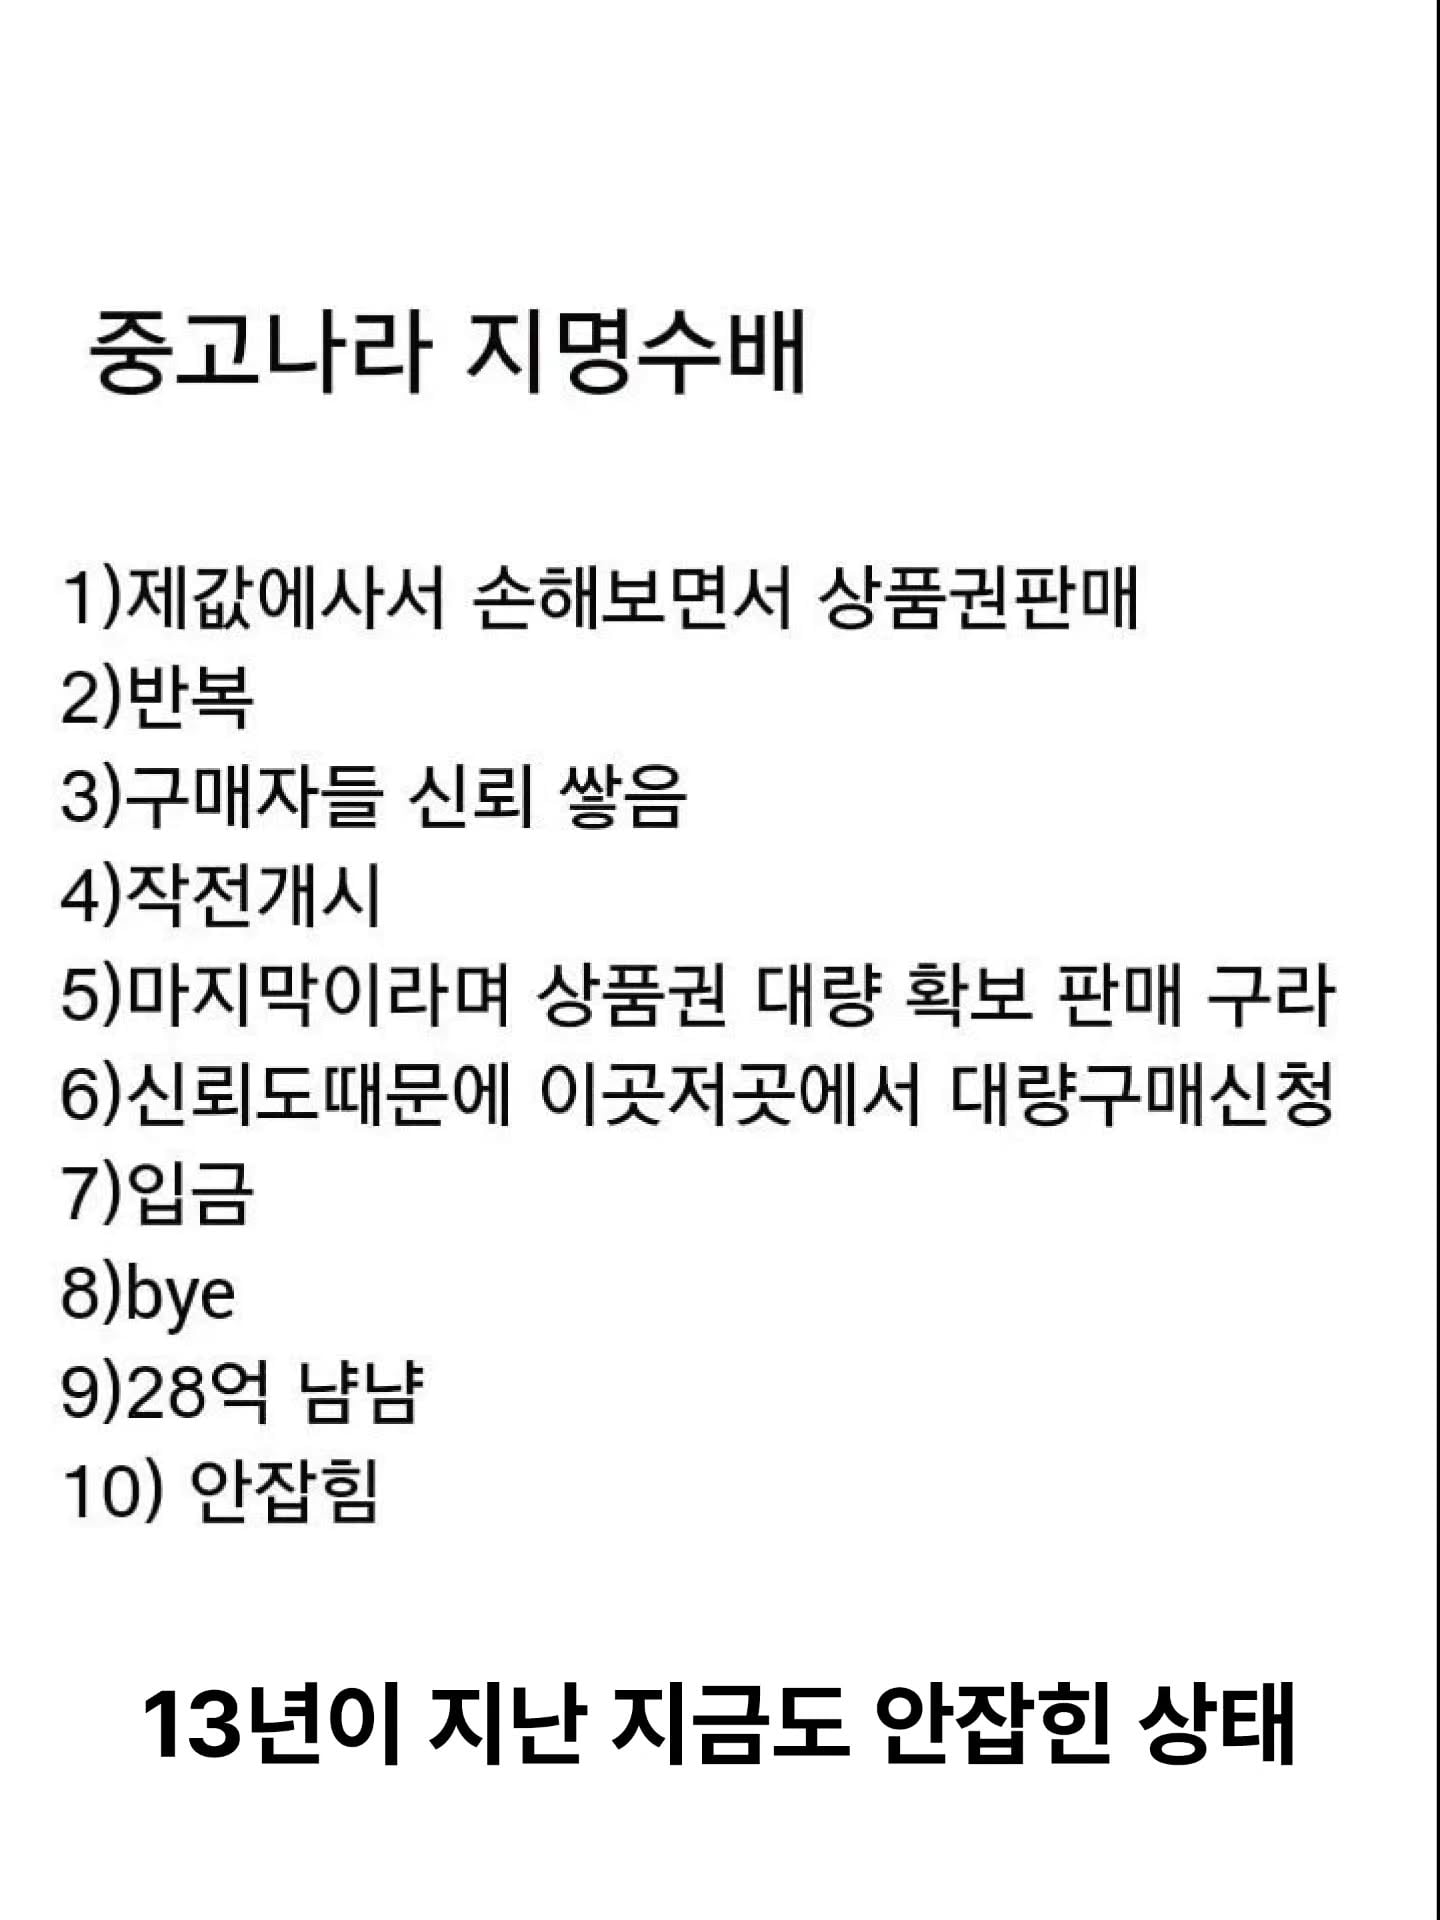 중고나라 지명수배
1)제값에사서 손해보면서 상품권판매
2)반복
3)구매자들 신뢰 쌓음
4)작전개시
5)마지막이라며 상품권 대량 확보 판매 구라
6)신뢰도때문에 이곳저곳에서 대량구매신청
7)입금
8)bye
9)28억 냠냠
10) 안잡힘
13년이 지난 지금도 안잡힌 상태